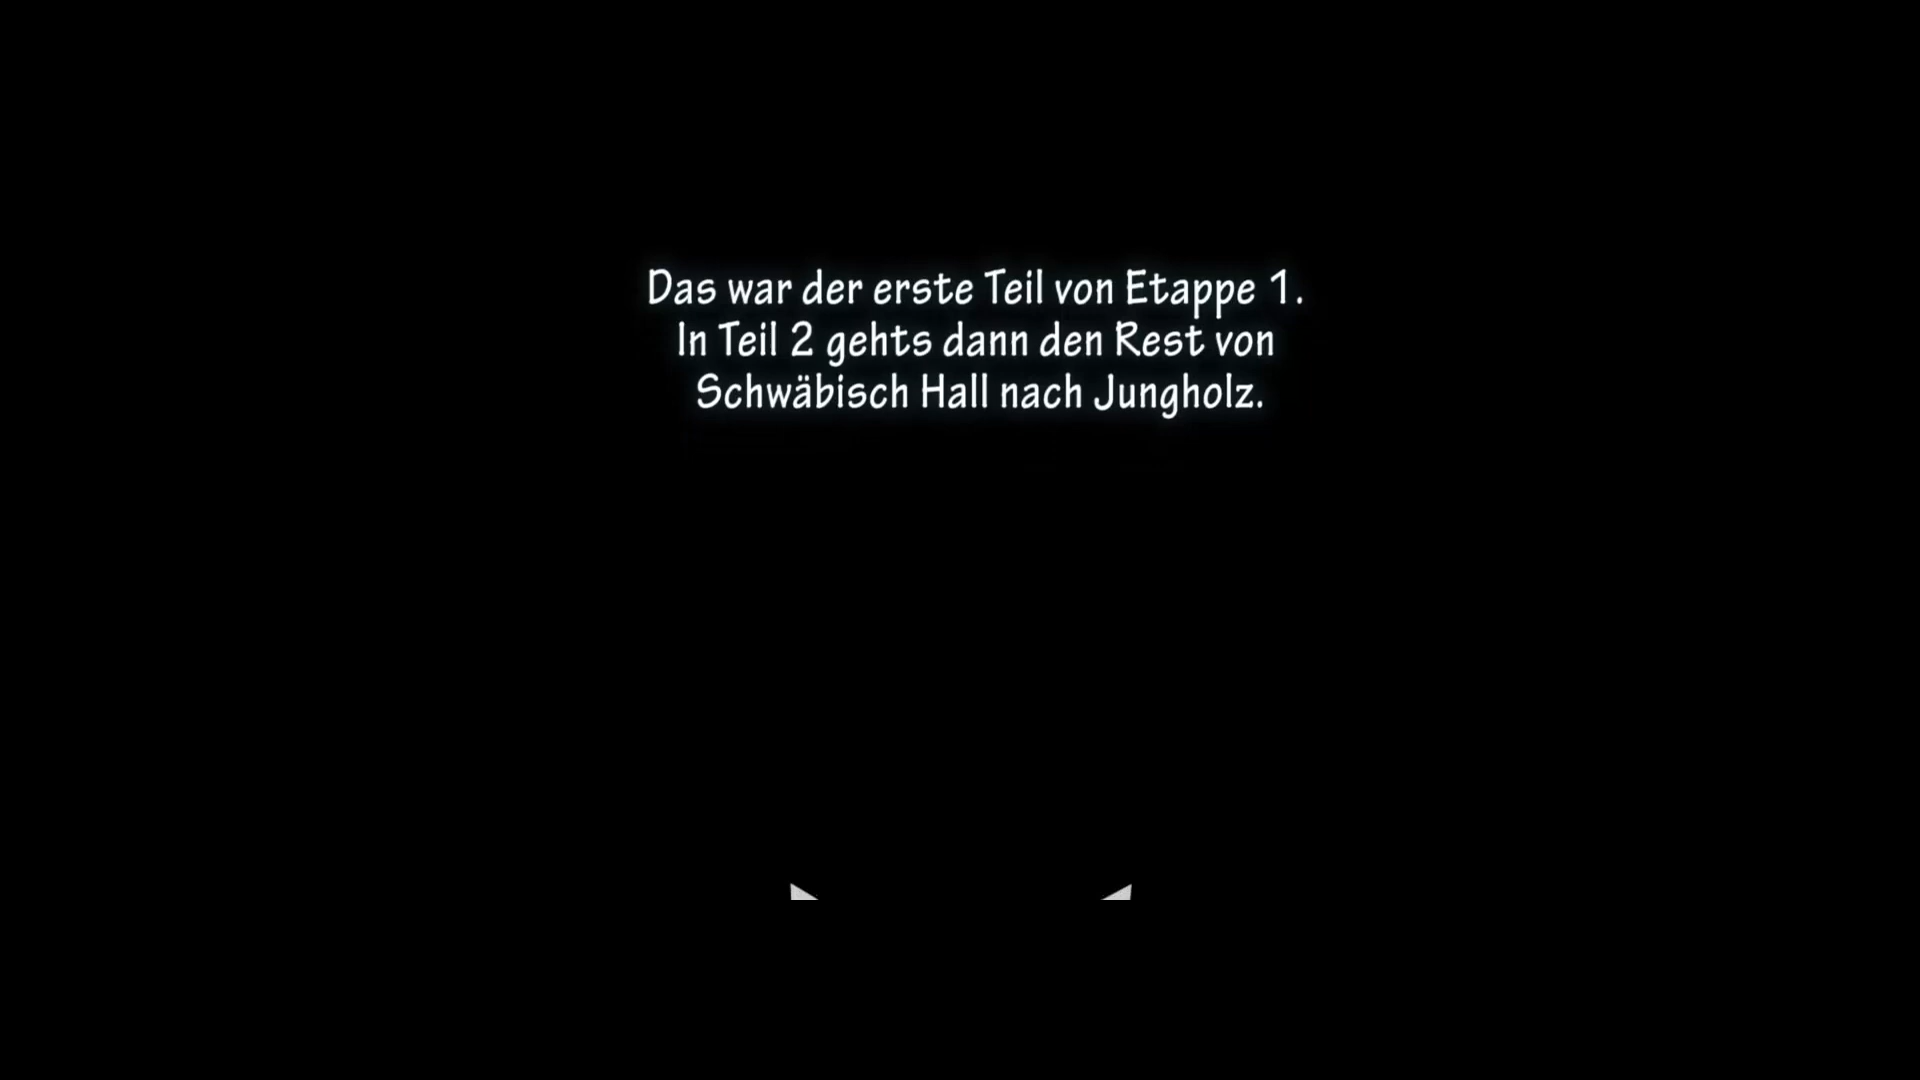 Das war der erste Teil von Etappe 1.
In Teil 2 gehts dann den Rest von
Schwäbisch Hall nach Jungholz.